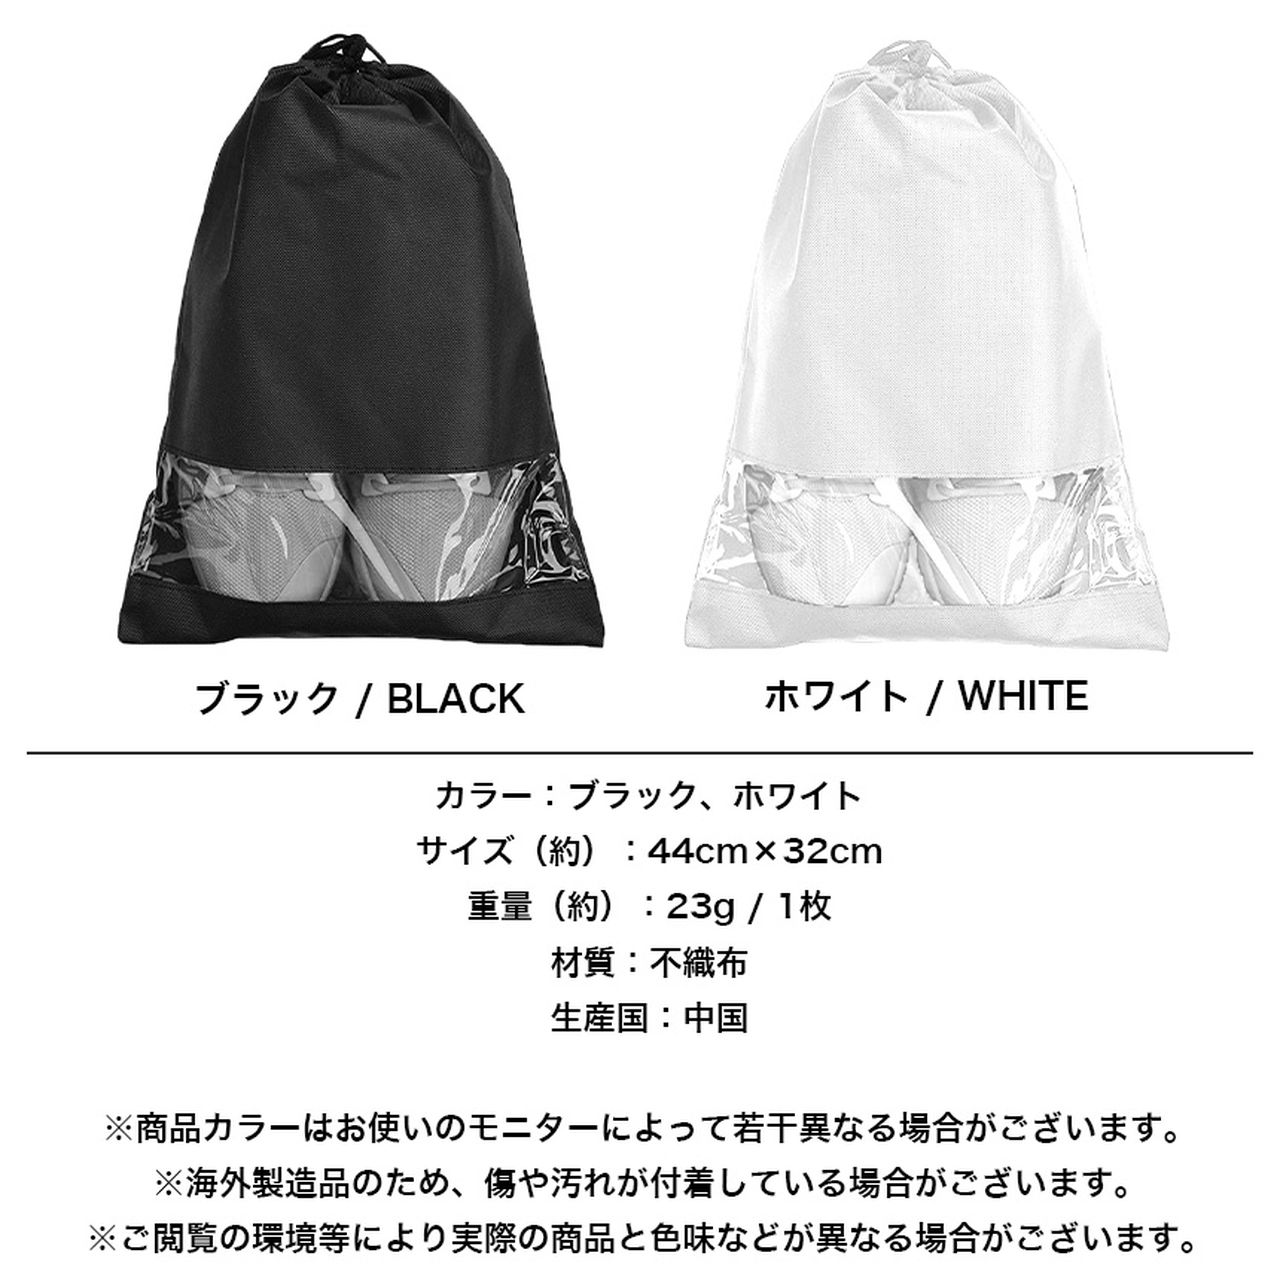 ブラック / BLACK
ホワイト / WHITE
カラー：ブラック、ホワイト
サイズ（約）：44cm×32cm
重量（約）：23g / 1枚
材質：不織布
生産国：中国
※商品カラーはお使いのモニターによって若干異なる場合がございます。
※海外製造品のため、傷や汚れが付着している場合がございます。
※ご閲覧の環境等により実際の商品と色味などが異なる場合がございます。